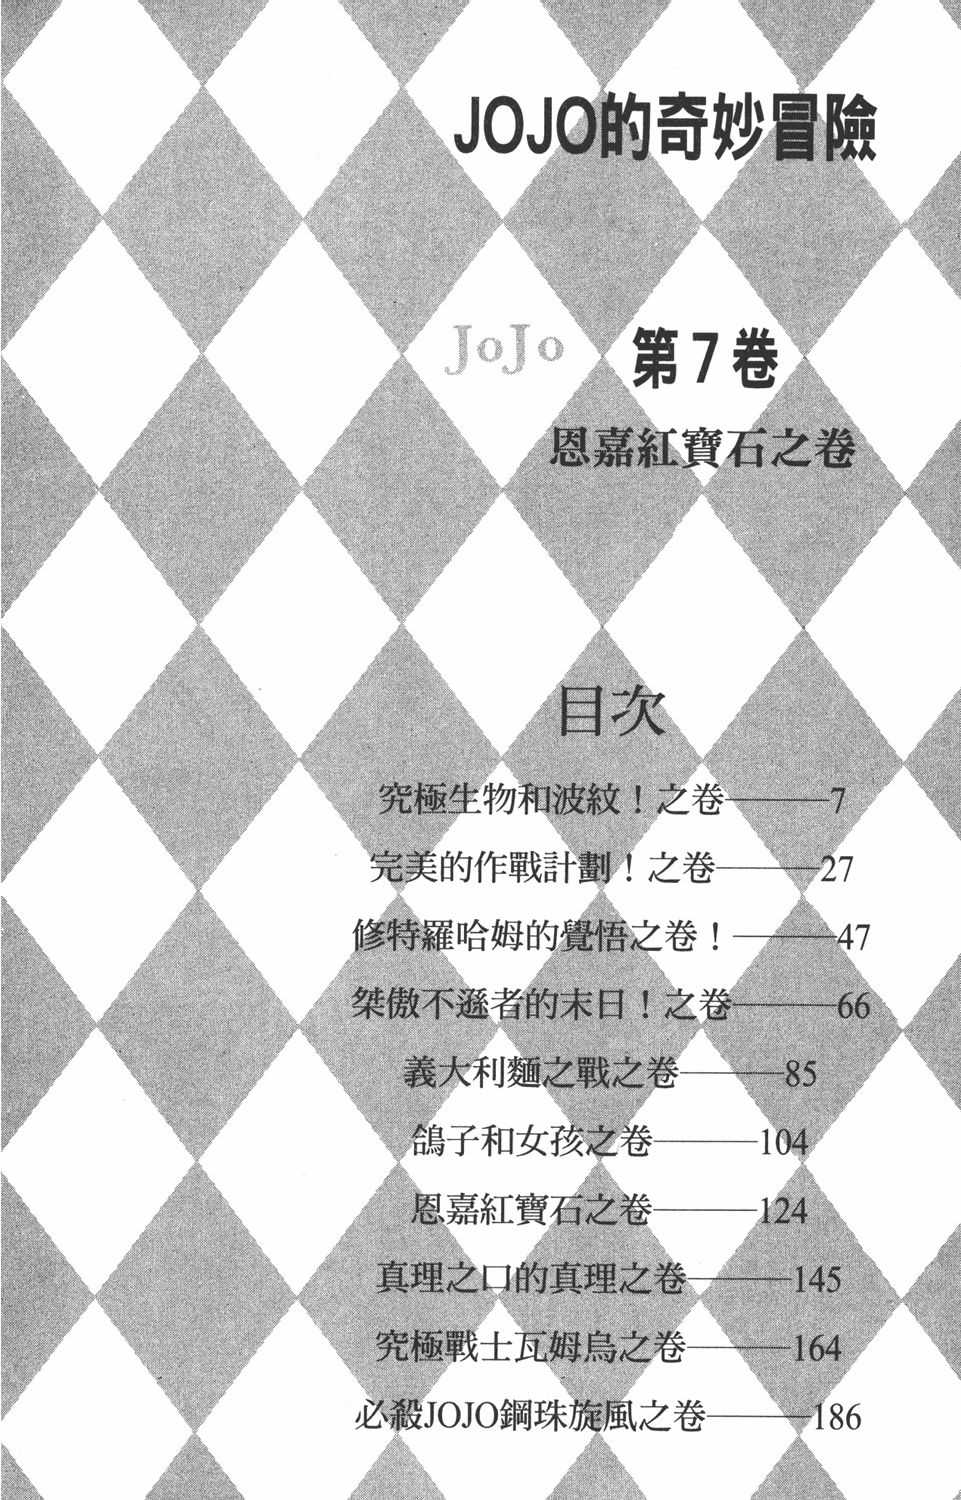 JOJO的奇妙冒險
JoJo 第7卷
恩嘉紅寶石之卷
目次
究極生物和波紋！之卷———7
完美的作戰計劃！之卷———27
修特羅哈姆的覺悟之卷！———47
桀傲不遜者的末日！之卷———66
義大利麵之戰之卷———85
鴿子和女孩之卷———104
恩嘉紅寶石之卷———124
真理之口的真理之卷———145
究極戰士瓦姆烏之卷———164
必殺JOJO鋼珠旋風之卷———186